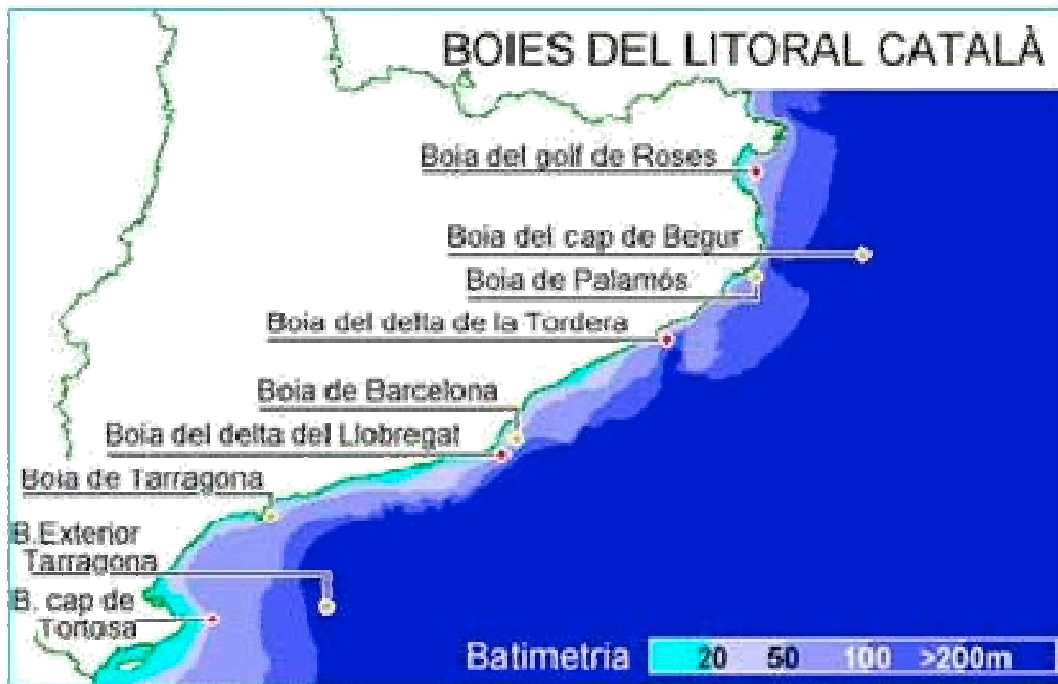 BOIES DEL LITORAL CATALÀ
Boia del golf de Roses
Boia del cap de Begur
Boia de Palamós
Boia del delta de la Tordera
Boia de Barcelona
Boia del delta del Llobregat
Boia de Tarragona
B.Exterior
Tarragona
B. cap de
Tortosa
Batimetria 20 50 100 >200m